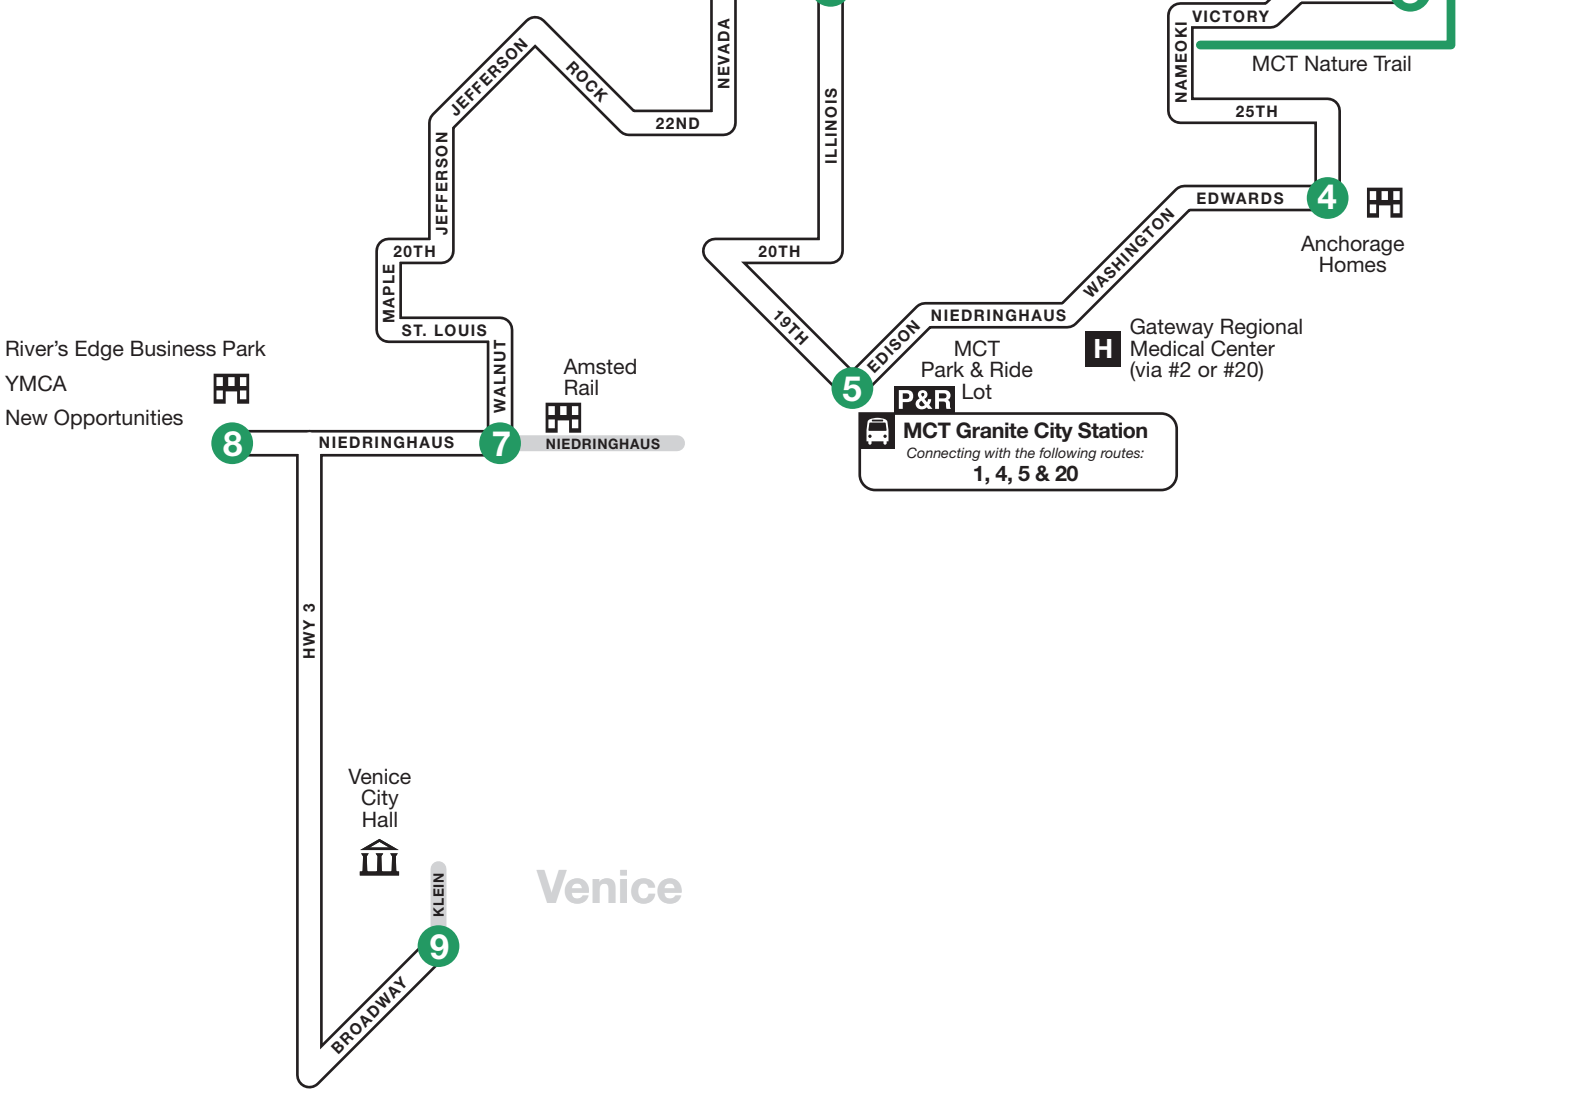 VICTORY
NAMEOKI
MCT Nature Trail
25TH
NEVADA
JEFFERSON
ROCK
22ND
ILLINOIS
JEFFERSON
EDWARDS
4
Anchorage
Homes
WASHINGTON
20TH
MAPLE
ST. LOUIS
WALNUT
20TH
19TH
EDISON
NIEDRINGHAUS
5
MCT
Park & Ride
Lot
P&R
H
Gateway Regional
Medical Center
(via #2 or #20)
MCT Granite City Station
Connecting with the following routes:
1, 4, 5 & 20
River's Edge Business Park
YMCA
New Opportunities
8
NIEDRINGHAUS
7
Amsted
Rail
NIEDRINGHAUS
HWY 3
Venice
City
Hall
KLEIN
Venice
9
BROADWAY